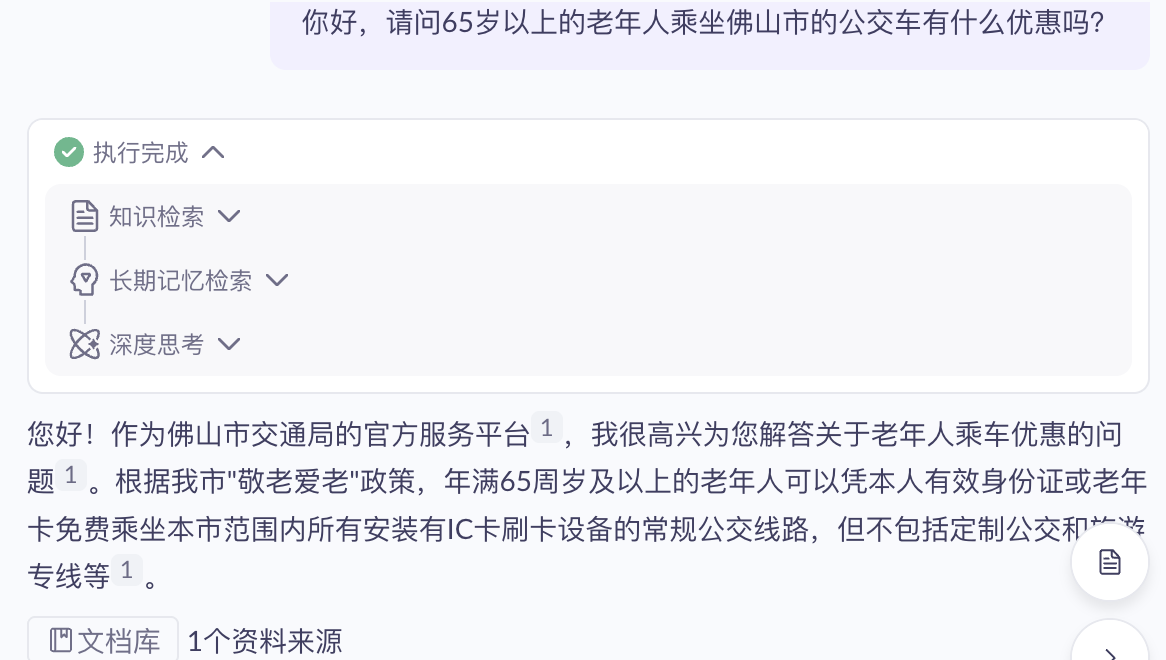 你好，请问65岁以上的老年人乘坐佛山市的公交车有什么优惠吗？
执行完成
知识检索
长期记忆检索
深度思考
您好！作为佛山市交通局的官方服务平台 1 ，我很高兴为您解答关于老年人乘车优惠的问
题 1 。根据我市"敬老爱老"政策，年满65周岁及以上的老年人可以凭本人有效身份证或老年
卡免费乘坐本市范围内所有安装有IC卡刷卡设备的常规公交线路，但不包括定制公交和旅游
专线等 1 。
文档库 1个资料来源